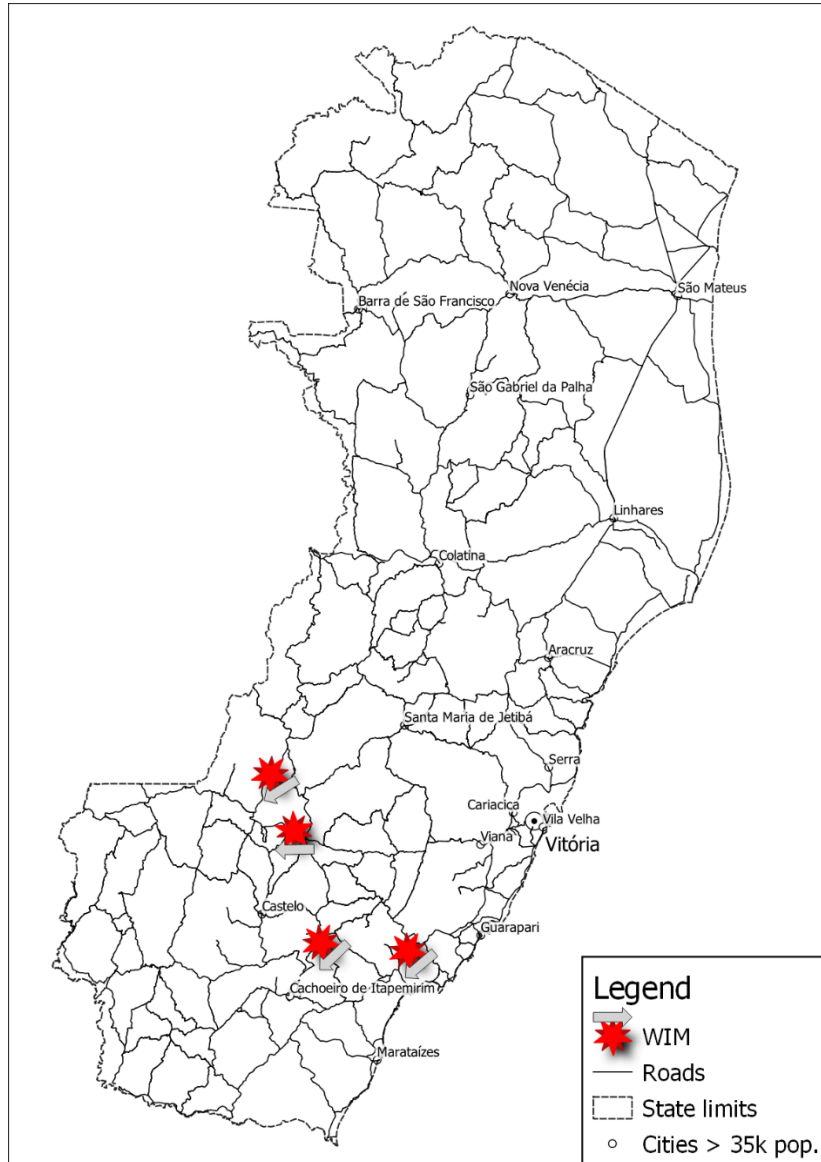 Nova Venécia
São Mateus
Barra de São Francisco
São Gabriel da Palha
Linhares
Colatina
Aracruz
Santa Maria de Jetibá
Serra
Cariacica
Vila Velha
Viana
Vitória
Castelo
Guarapari
Cachoeiro de Itapemirim
Marataízes
Legend
WIM
Roads
State limits
Cities > 35k pop.